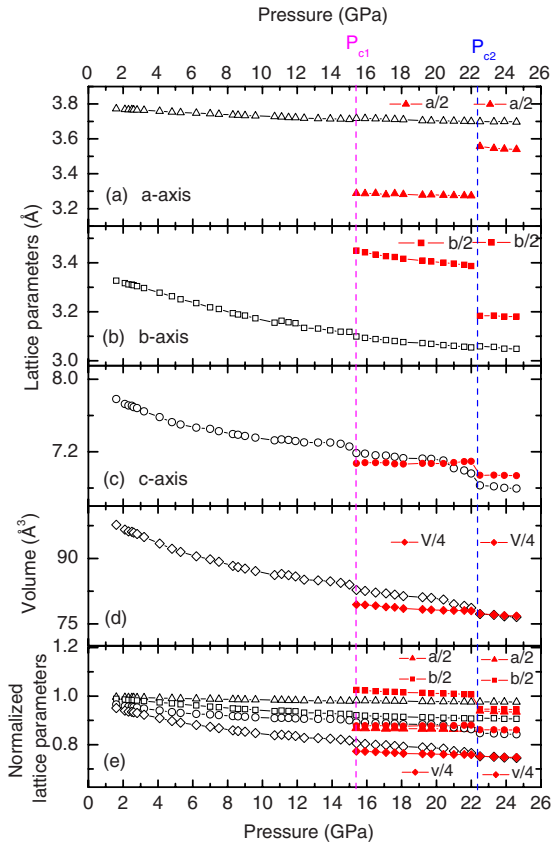 Pressure (GPa)
P_c1 P_c2
0 2 4 6 8 10 12 14 16 18 20 22 24 26
3.8
3.6
3.4
3.2
a/2 a/2
(a) a-axis
3.4
3.2
3.0
b/2 b/2
(b) b-axis
Lattice parameters (Å)
8.0
7.2
(c) c-axis
90
75
V/4 V/4
(d)
Volume (Å³)
1.2
1.0
0.8
a/2 a/2
b/2 b/2
v/4 v/4
(e)
Normalized
lattice parameters
0 2 4 6 8 10 12 14 16 18 20 22 24 26
Pressure (GPa)